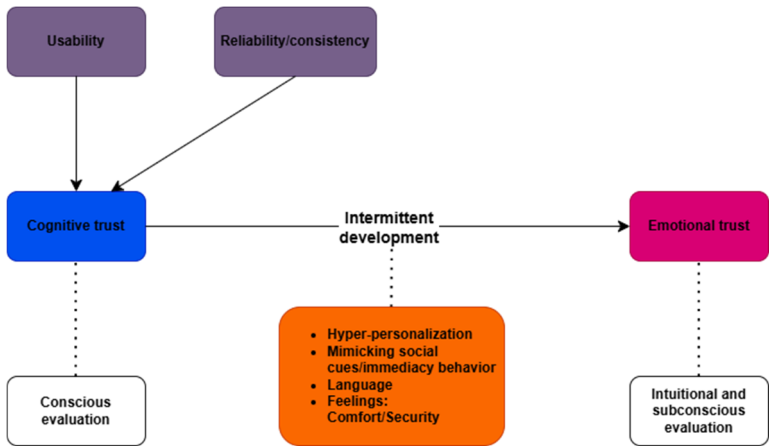 Usability
Reliability/consistency
Cognitive trust
Intermittent
development
Emotional trust
• Hyper-personalization
• Mimicking social
cues/immediacy behavior
• Language
• Feelings:
Comfort/Security
Conscious
evaluation
Intuitional and
subconscious
evaluation